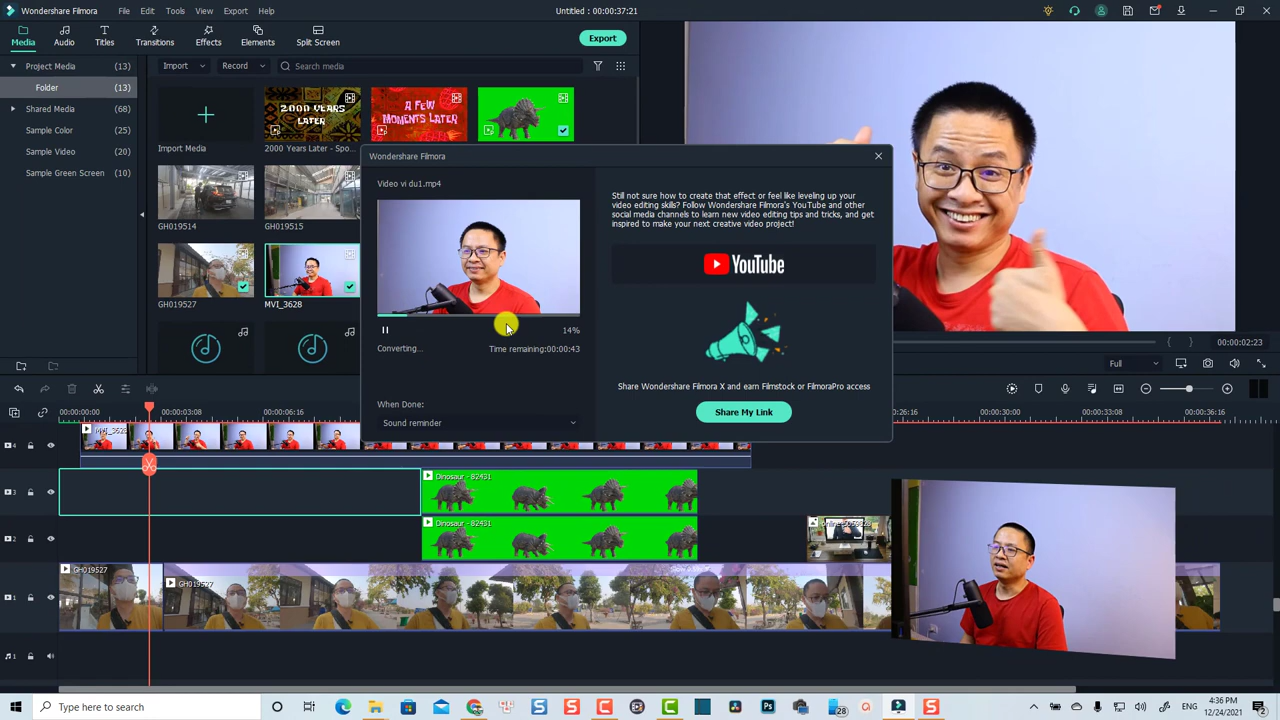 Wondershare Filmora File Edit Tools View Export Help Untitled : 00:00:37:21
Media Audio Titles Transitions Effects Elements Split Screen Export
Project Media (13)
Folder (13)
Shared Media (68)
Sample Color (25)
Sample Video (20)
Sample Green Screen (10)
Import Record Search media
2000 YEARS LATER
A FEW MOMENTS LATER
Import Media
2000 Years Later - Spo...
GH019514
GH019515
GH019527
MVI_3628
Wondershare Filmora
Video vi du1.mp4
14%
Converting... Time remaining:00:00:43
When Done:
Sound reminder
Still not sure how to create that effect or feel like leveling up your
video editing skills? Follow Wondershare Filmora's YouTube and other
social media channels to learn new video editing tips and tricks, and get
inspired to make your next creative video project!
YouTube
Share Wondershare Filmora X and earn Filmstock or FilmoraPro access
Share My Link
00:00:02:23
Full
00:00:00:00 00:00:03:08 00:00:06:16 00:00:30:00 00:00:33:08 00:00:36:16
MVI_3628
4
Dinosaur - 82431
3
Dinosaur - 82431
2
GH019527
GH019527
1
1
Type here to search
28
4:36 PM
12/24/2021
2